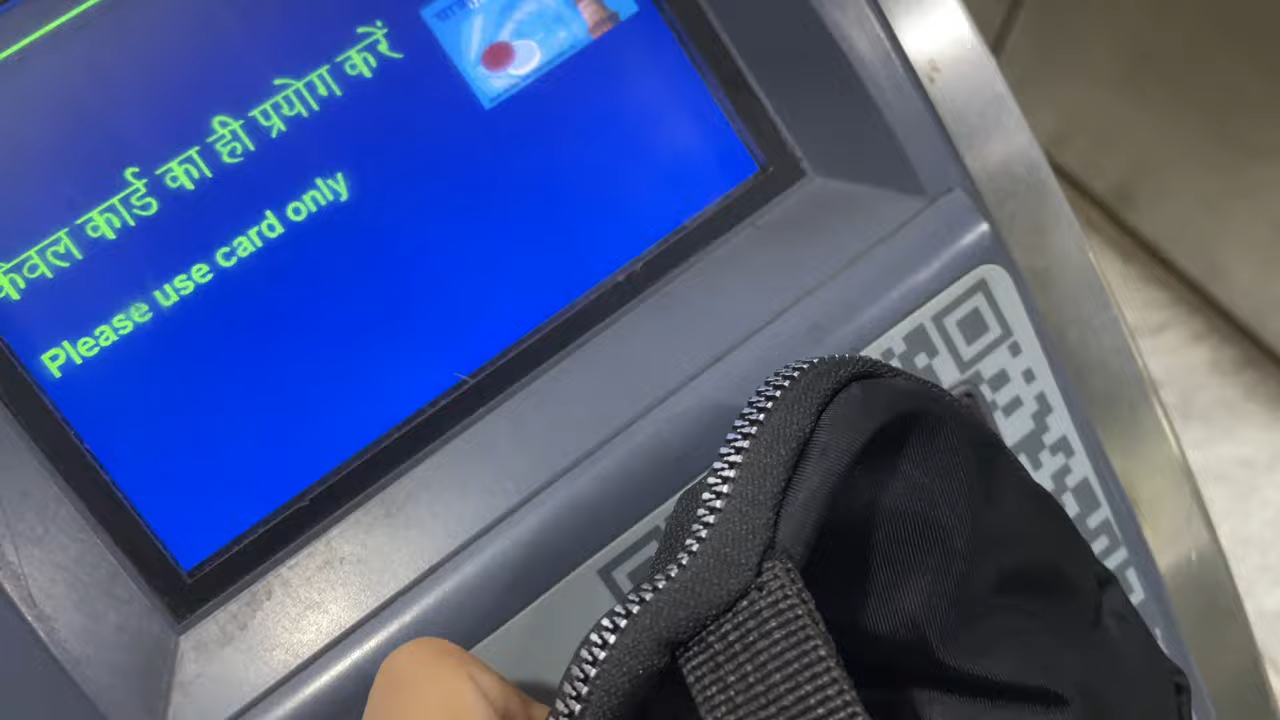 केवल कार्ड का ही प्रयोग करें
Please use card only